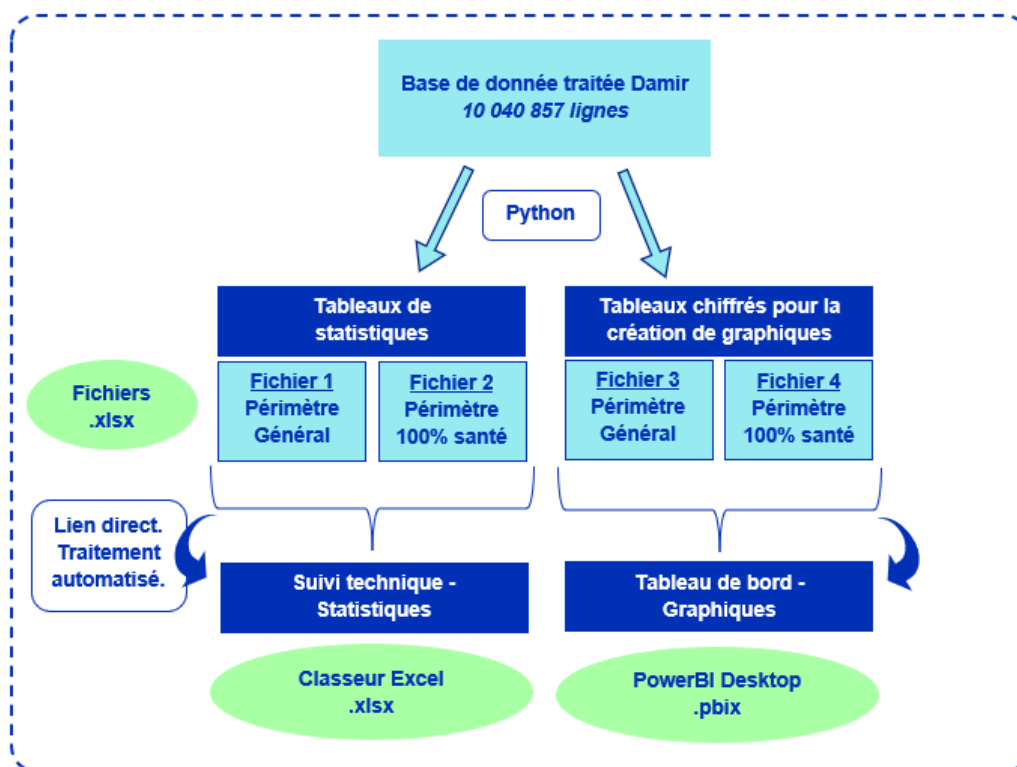 Base de donnée traitée Damir
10 040 857 lignes
Python
Tableaux de
statistiques
Tableaux chiffrés pour la
création de graphiques
Fichiers
.xlsx
Fichier 1
Périmètre
Général
Fichier 2
Périmètre
100% santé
Fichier 3
Périmètre
Général
Fichier 4
Périmètre
100% santé
Lien direct.
Traitement
automatisé.
Suivi technique -
Statistiques
Tableau de bord -
Graphiques
Classeur Excel
.xlsx
PowerBI Desktop
.pbix